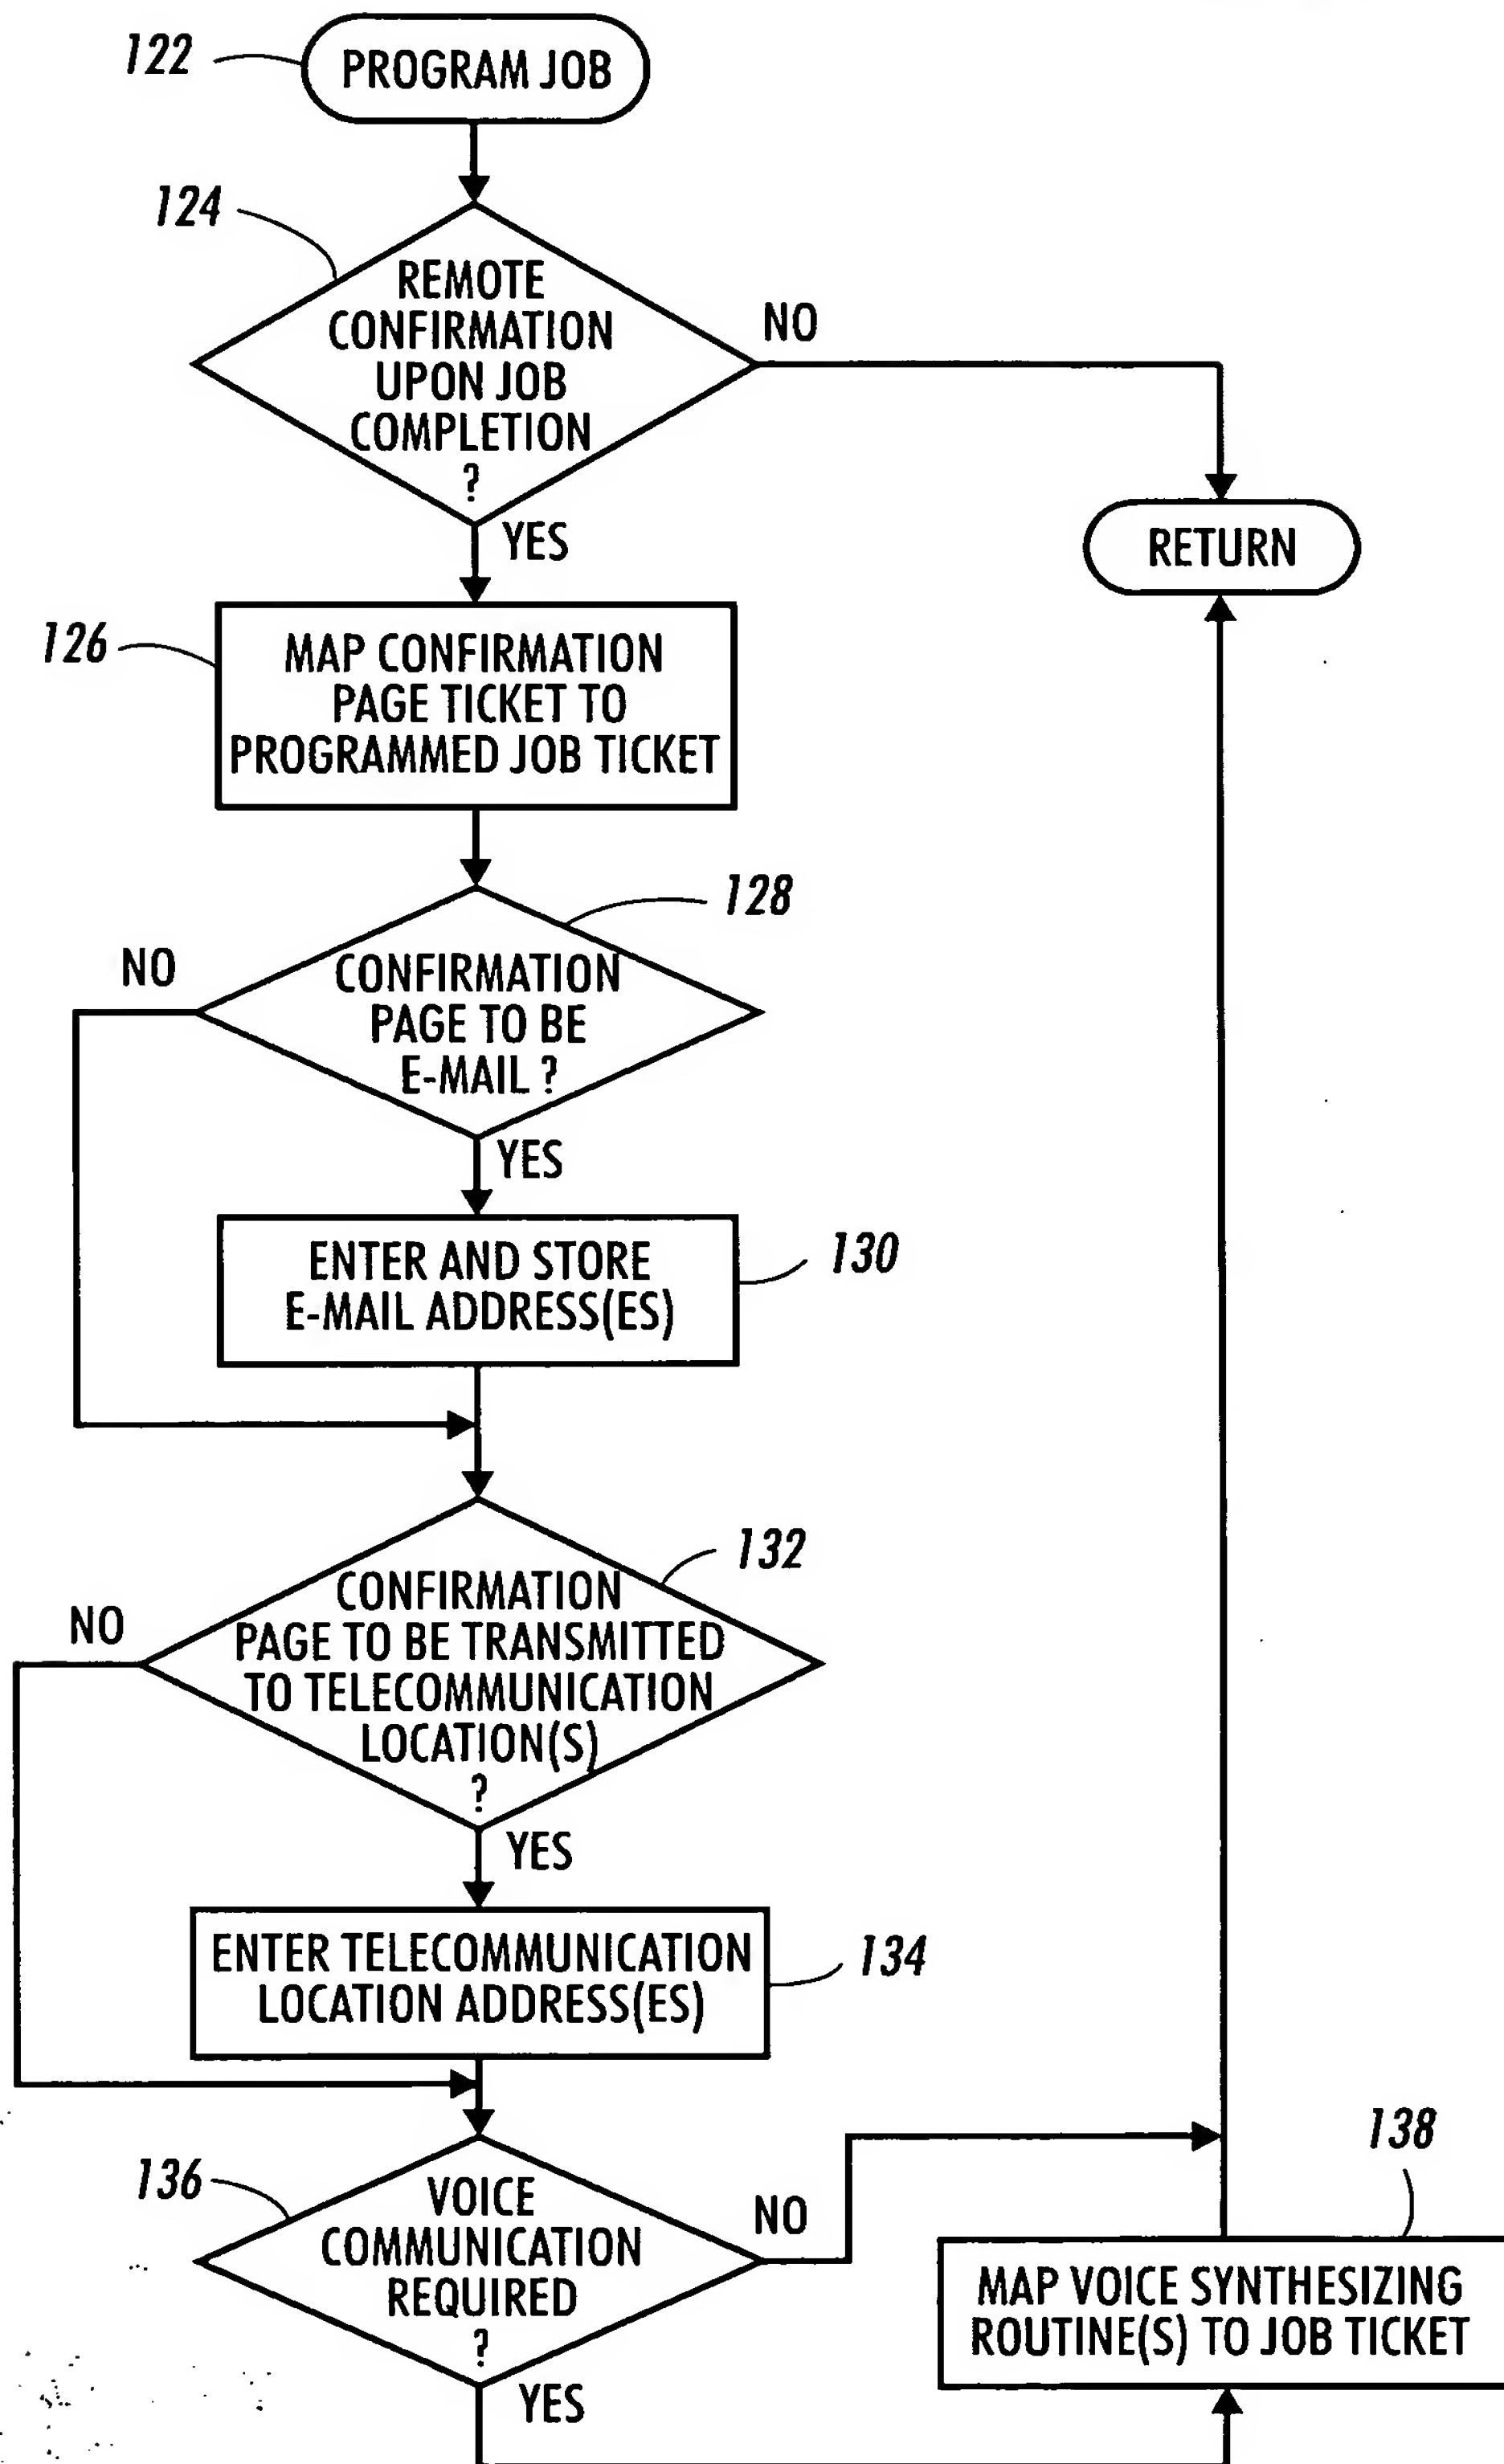 122
PROGRAM JOB
124
REMOTE
CONFIRMATION
UPON JOB
COMPLETION
?
NO
YES
RETURN
126
MAP CONFIRMATION
PAGE TICKET TO
PROGRAMMED JOB TICKET
128
NO
CONFIRMATION
PAGE TO BE
E-MAIL ?
YES
130
ENTER AND STORE
E-MAIL ADDRESS(ES)
132
NO
CONFIRMATION
PAGE TO BE TRANSMITTED
TO TELECOMMUNICATION
LOCATION(S)
?
YES
134
ENTER TELECOMMUNICATION
LOCATION ADDRESS(ES)
136
VOICE
COMMUNICATION
REQUIRED
?
NO
YES
138
MAP VOICE SYNTHESIZING
ROUTINE(S) TO JOB TICKET